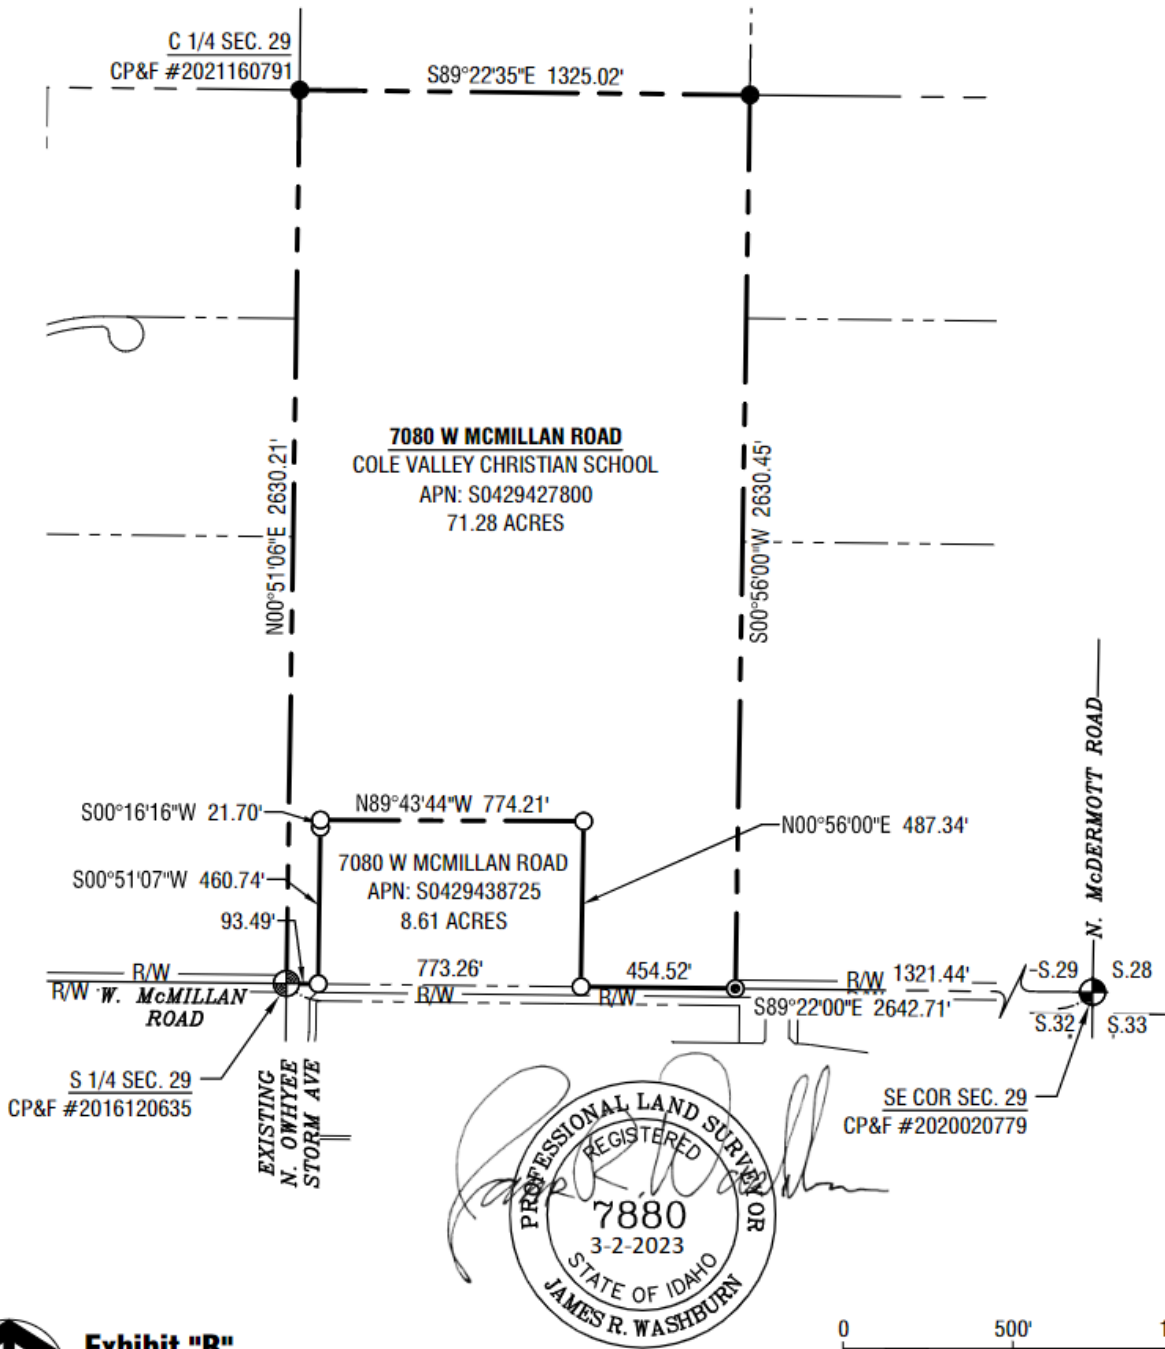 C 1/4 SEC. 29
CP&F #2021160791
S89°22'35"E 1325.02'
N00°51'06"E 2630.21'
7080 W MCMILLAN ROAD
COLE VALLEY CHRISTIAN SCHOOL
APN: S0429427800
71.28 ACRES
S00°56'00"W 2630.45'
N. McDERMOTT ROAD
S00°16'16"W 21.70'
N89°43'44"W 774.21'
N00°56'00"E 487.34'
S00°51'07"W 460.74'
7080 W MCMILLAN ROAD
APN: S0429438725
8.61 ACRES
93.49'
R/W
773.26'
454.52'
R/W 1321.44'
S.29
S.28
R/W
W. McMILLAN
ROAD
R/W
R/W
S89°22'00"E 2642.71'
S.32
S.33
S 1/4 SEC. 29
CP&F #2016120635
EXISTING
N. OWHYEE
STORM AVE
SE COR SEC. 29
CP&F #2020020779
PROFESSIONAL LAND SURVEYOR
REGISTERED
7880
3-2-2023
STATE OF IDAHO
JAMES R. WASHBURN
Exhibit "B"
0
500'